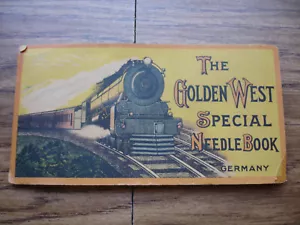 THE
GOLDEN WEST
SPECIAL
NEEDLE BOOK
GERMANY